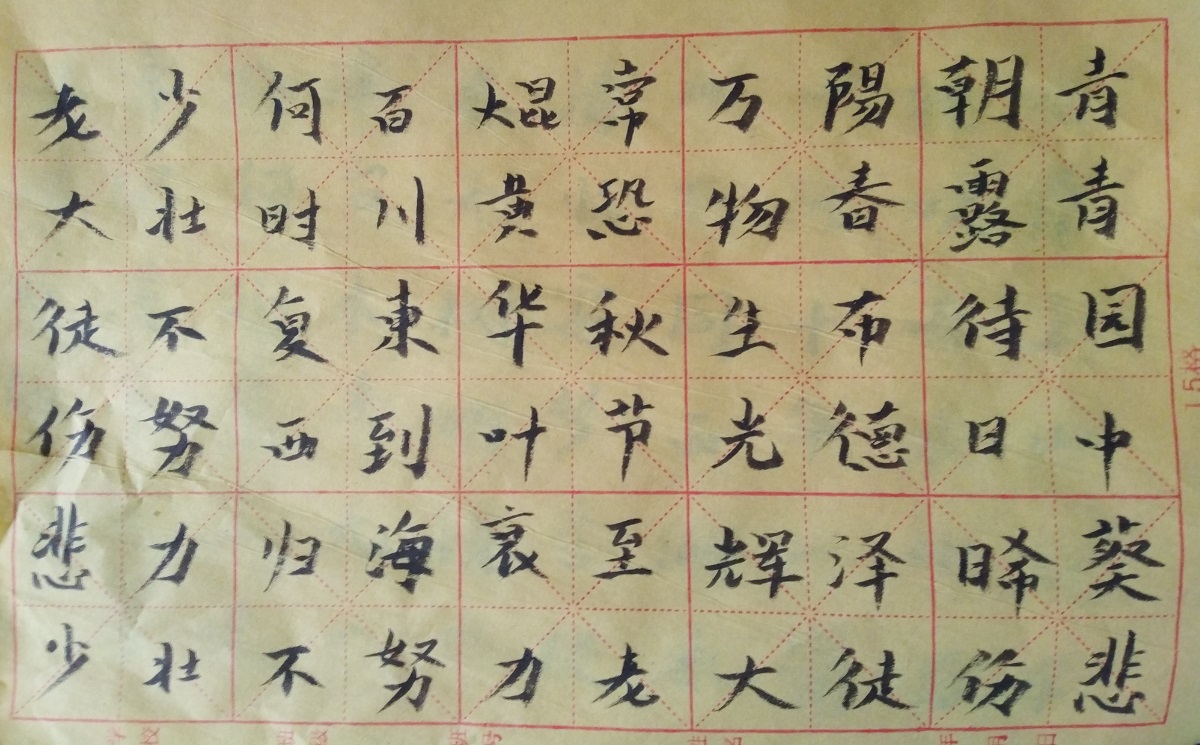 青青园中葵
朝露待日晞
陽春布德泽
万物生光辉
常恐秋节至
焜黄华叶衰
百川東到海
何时复西归
少壮不努力
老大徒伤悲
少壮不努力老大徒伤悲